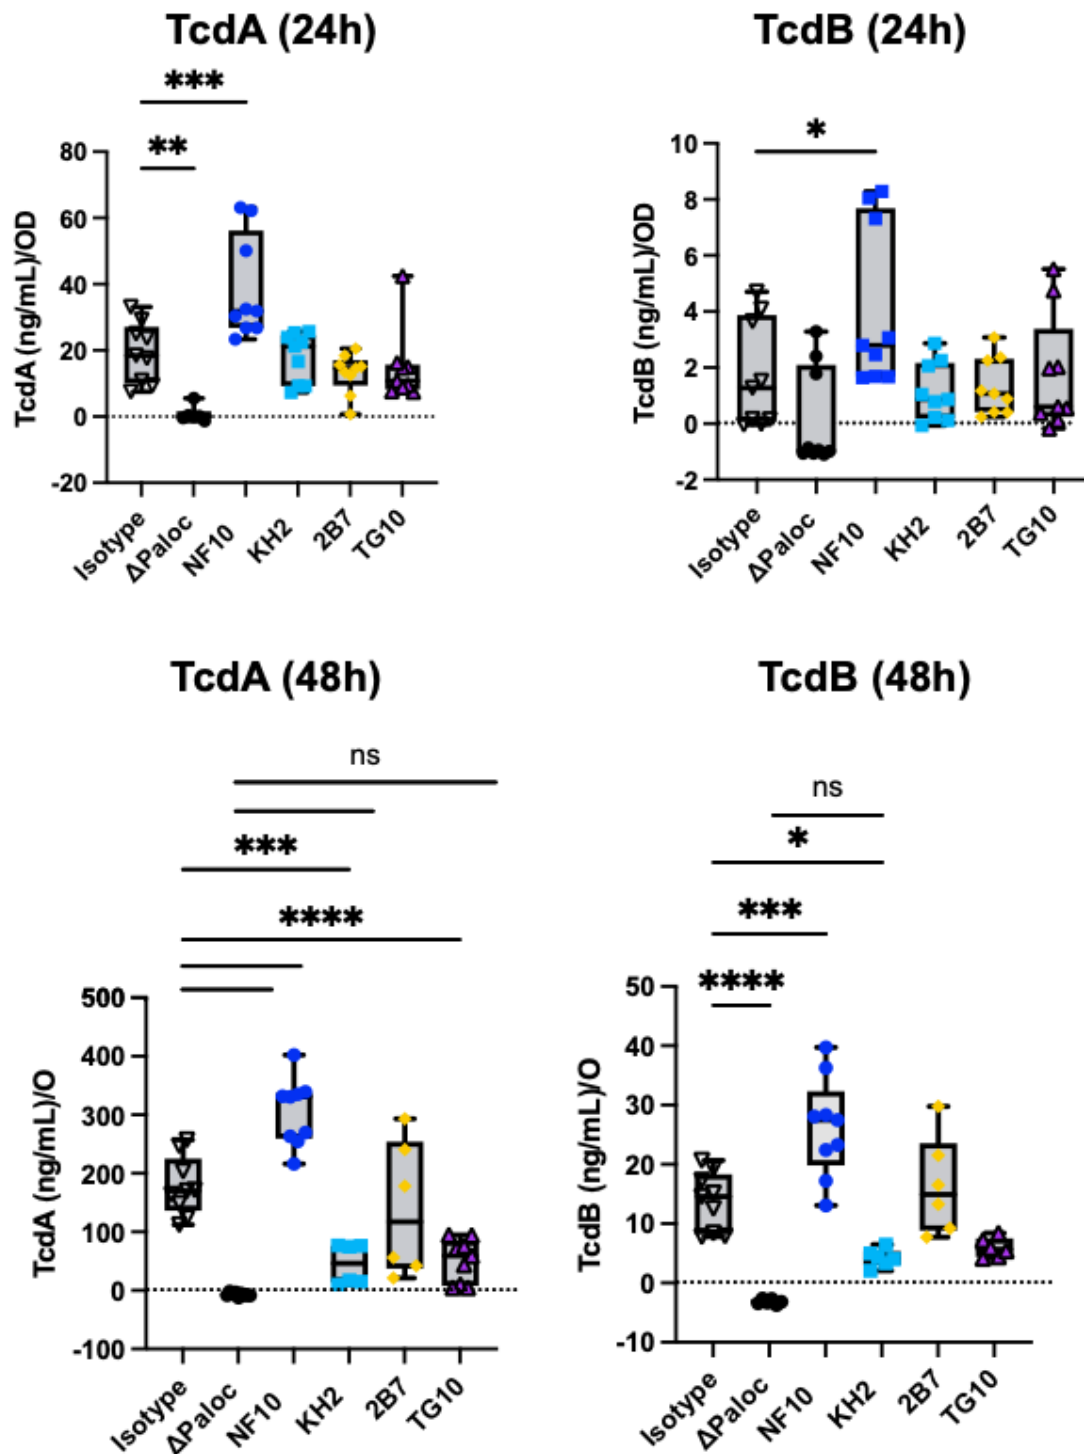 TcdA (24h)
***
**
TcdA (ng/mL)/OD
80
60
40
20
0
-20
Isotype
ΔPaloc
NF10
KH2
2B7
TG10
TcdB (24h)
*
TcdB (ng/mL)/OD
10
8
6
4
2
0
-2
Isotype
ΔPaloc
NF10
KH2
2B7
TG10
TcdA (48h)
ns
***
****
TcdA (ng/mL)/O
500
400
300
200
100
0
-100
Isotype
ΔPaloc
NF10
KH2
2B7
TG10
TcdB (48h)
ns
*
***
****
TcdB (ng/mL)/O
50
40
30
20
10
0
-10
Isotype
ΔPaloc
NF10
KH2
2B7
TG10